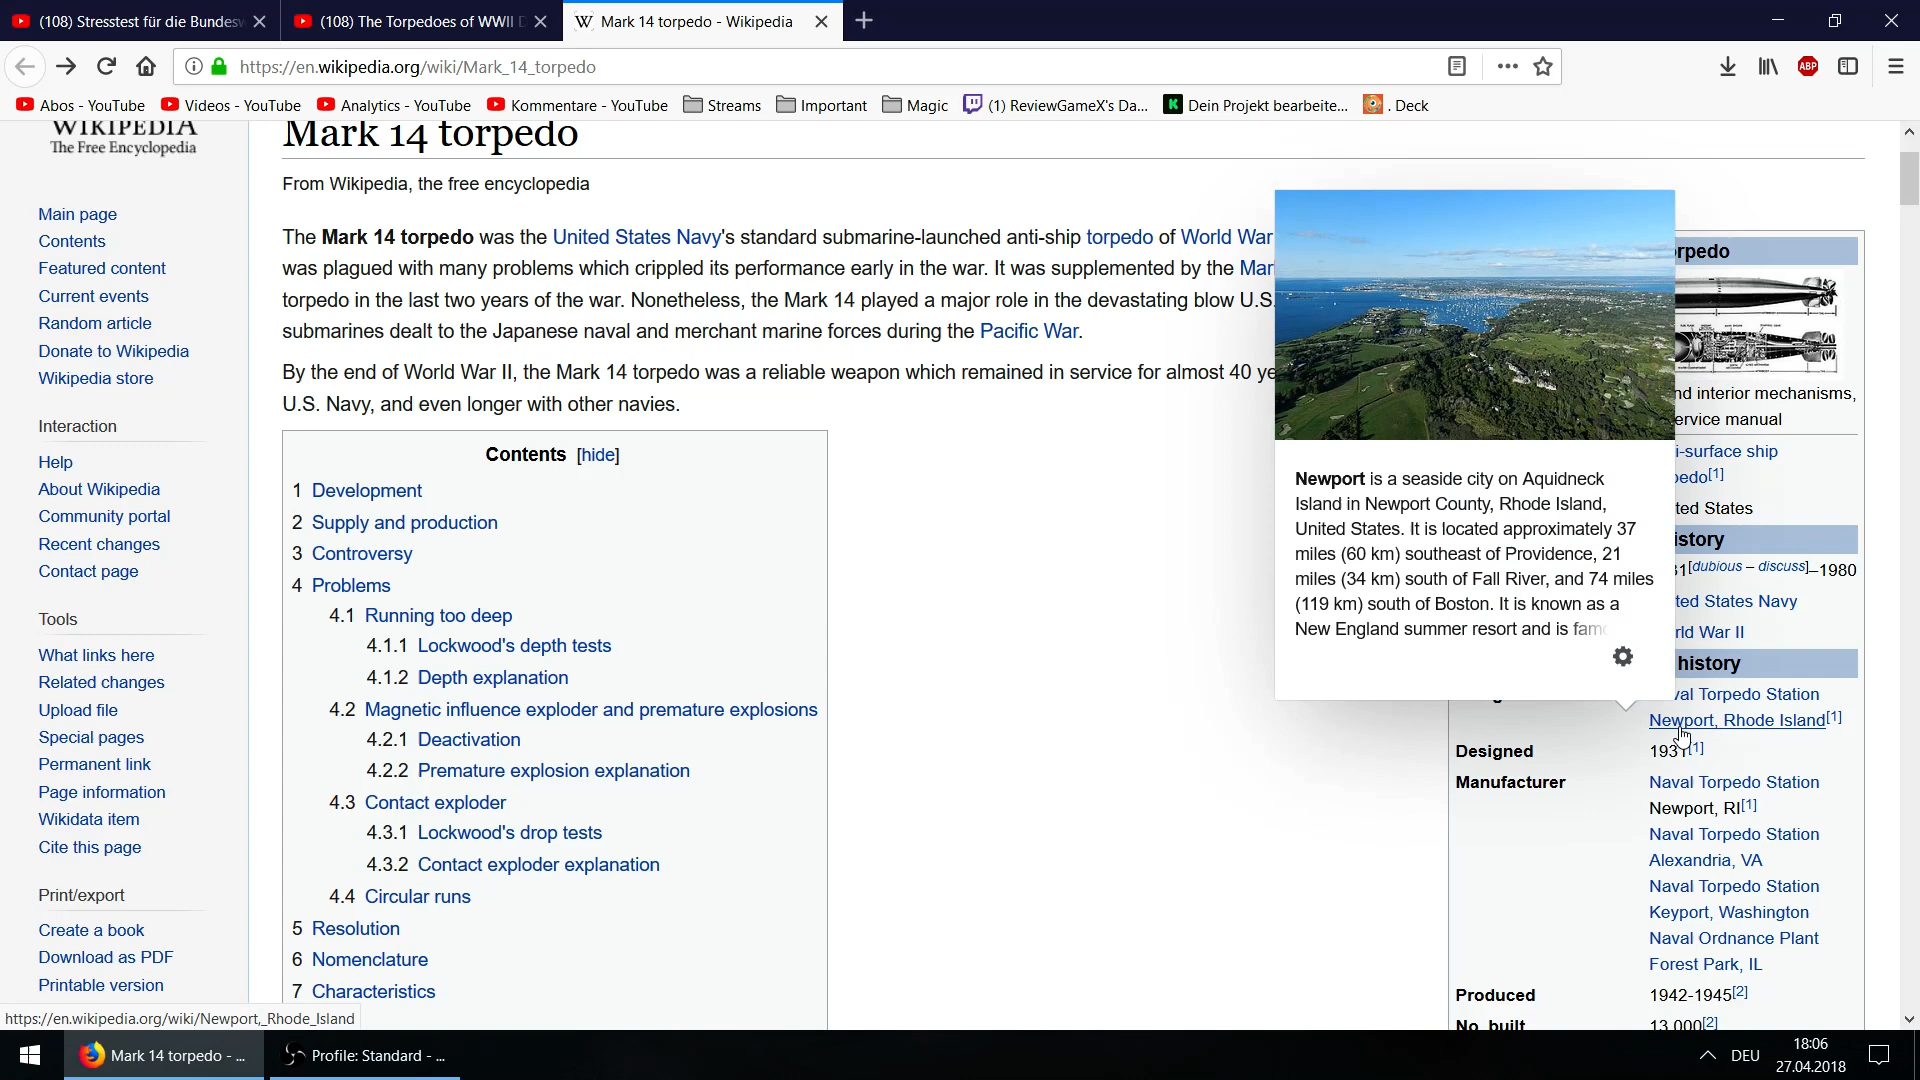 (108) Stresstest für die Bundesw
(108) The Torpedoes of WWII D
W Mark 14 torpedo - Wikipedia
https://en.wikipedia.org/wiki/Mark_14_torpedo
ABP
Abos - YouTube
Videos - YouTube
Analytics - YouTube
Kommentare - YouTube
Streams
Important
Magic
(1) ReviewGameX's Da...
K Dein Projekt bearbeite...
. Deck
WIKIPEDIA
The Free Encyclopedia
Main page
Contents
Featured content
Current events
Random article
Donate to Wikipedia
Wikipedia store
Interaction
Help
About Wikipedia
Community portal
Recent changes
Contact page
Tools
What links here
Related changes
Upload file
Special pages
Permanent link
Page information
Wikidata item
Cite this page
Print/export
Create a book
Download as PDF
Printable version
https://en.wikipedia.org/wiki/Newport,_Rhode_Island
Mark 14 torpedo
From Wikipedia, the free encyclopedia
The Mark 14 torpedo was the United States Navy's standard submarine-launched anti-ship torpedo of World War
was plagued with many problems which crippled its performance early in the war. It was supplemented by the Mar
torpedo in the last two years of the war. Nonetheless, the Mark 14 played a major role in the devastating blow U.S.
submarines dealt to the Japanese naval and merchant marine forces during the Pacific War.
By the end of World War II, the Mark 14 torpedo was a reliable weapon which remained in service for almost 40 ye
U.S. Navy, and even longer with other navies.
Contents [hide]
1 Development
2 Supply and production
3 Controversy
4 Problems
4.1 Running too deep
4.1.1 Lockwood's depth tests
4.1.2 Depth explanation
4.2 Magnetic influence exploder and premature explosions
4.2.1 Deactivation
4.2.2 Premature explosion explanation
4.3 Contact exploder
4.3.1 Lockwood's drop tests
4.3.2 Contact exploder explanation
4.4 Circular runs
5 Resolution
6 Nomenclature
7 Characteristics
Newport is a seaside city on Aquidneck
Island in Newport County, Rhode Island,
United States. It is located approximately 37
miles (60 km) southeast of Providence, 21
miles (34 km) south of Fall River, and 74 miles
(119 km) south of Boston. It is known as a
New England summer resort and is famo
orpedo
nd interior mechanisms,
ervice manual
i-surface ship
pedo[1]
ted States
istory
31[dubious – discuss]–1980
ted States Navy
rld War II
history
val Torpedo Station
Newport, Rhode Island[1]
Designed 1931[1]
Manufacturer Naval Torpedo Station
Newport, RI[1]
Naval Torpedo Station
Alexandria, VA
Naval Torpedo Station
Keyport, Washington
Naval Ordnance Plant
Forest Park, IL
Produced 1942-1945[2]
No. built 13,000[2]
Mark 14 torpedo - ...
Profile: Standard - ...
DEU
18:06
27.04.2018